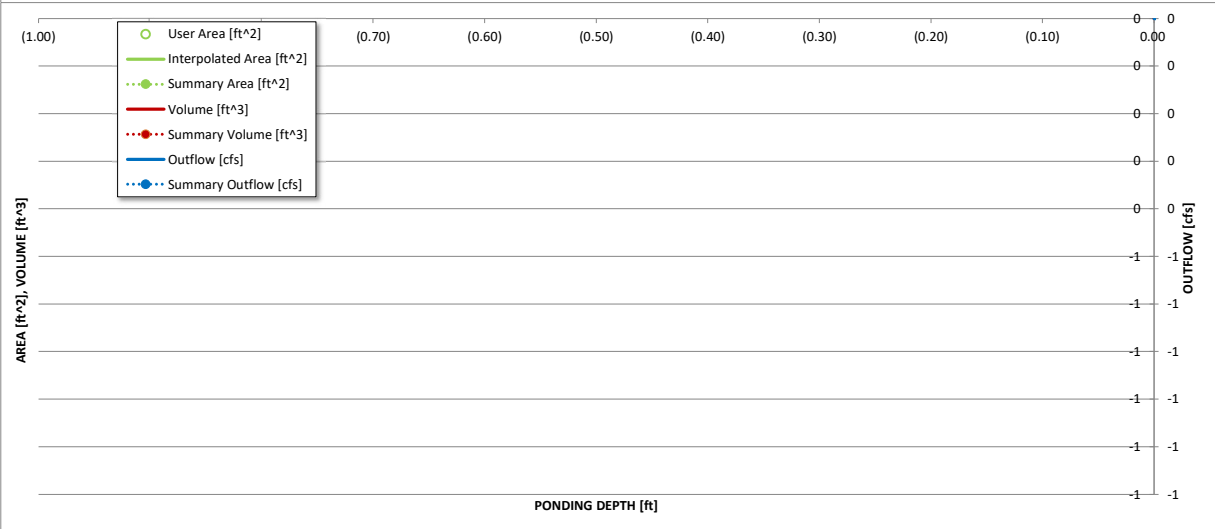 (1.00) (0.70) (0.60) (0.50) (0.40) (0.30) (0.20) (0.10) 0.00
User Area [ft^2]
Interpolated Area [ft^2]
Summary Area [ft^2]
Volume [ft^3]
Summary Volume [ft^3]
Outflow [cfs]
Summary Outflow [cfs]
0 0
0 0
0 0
0 0
0 0
-1 -1
-1 -1
-1 -1
-1 -1
-1 -1
-1 -1
AREA [ft^2], VOLUME [ft^3]
OUTFLOW [cfs]
PONDING DEPTH [ft]